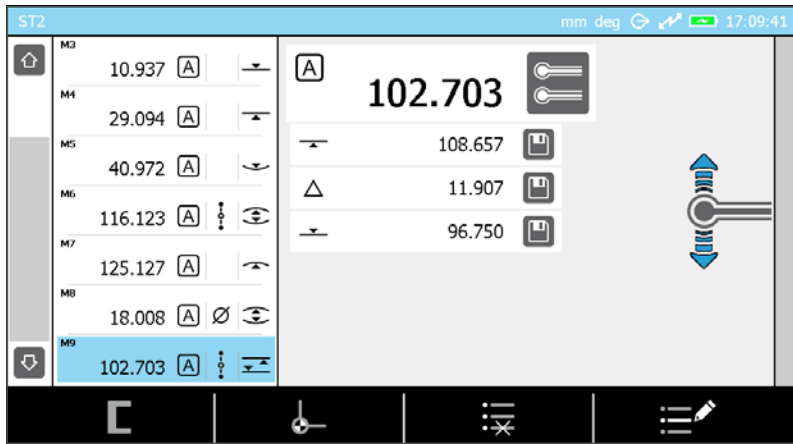 ST2 mm deg 17:09:41
M3
10.937 A
M4
29.094 A
M5
40.972 A
M6
116.123 A
M7
125.127 A
M8
18.008 A Ø
M9
102.703 A
A
102.703
108.657
△ 11.907
96.750